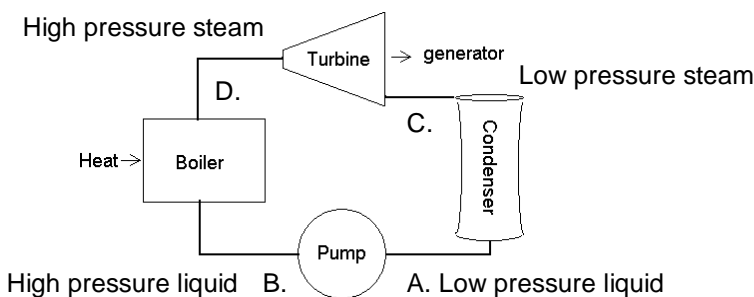 High pressure steam
Turbine
generator
Low pressure steam
D.
C.
Condenser
Heat
Boiler
Pump
High pressure liquid B.
A. Low pressure liquid